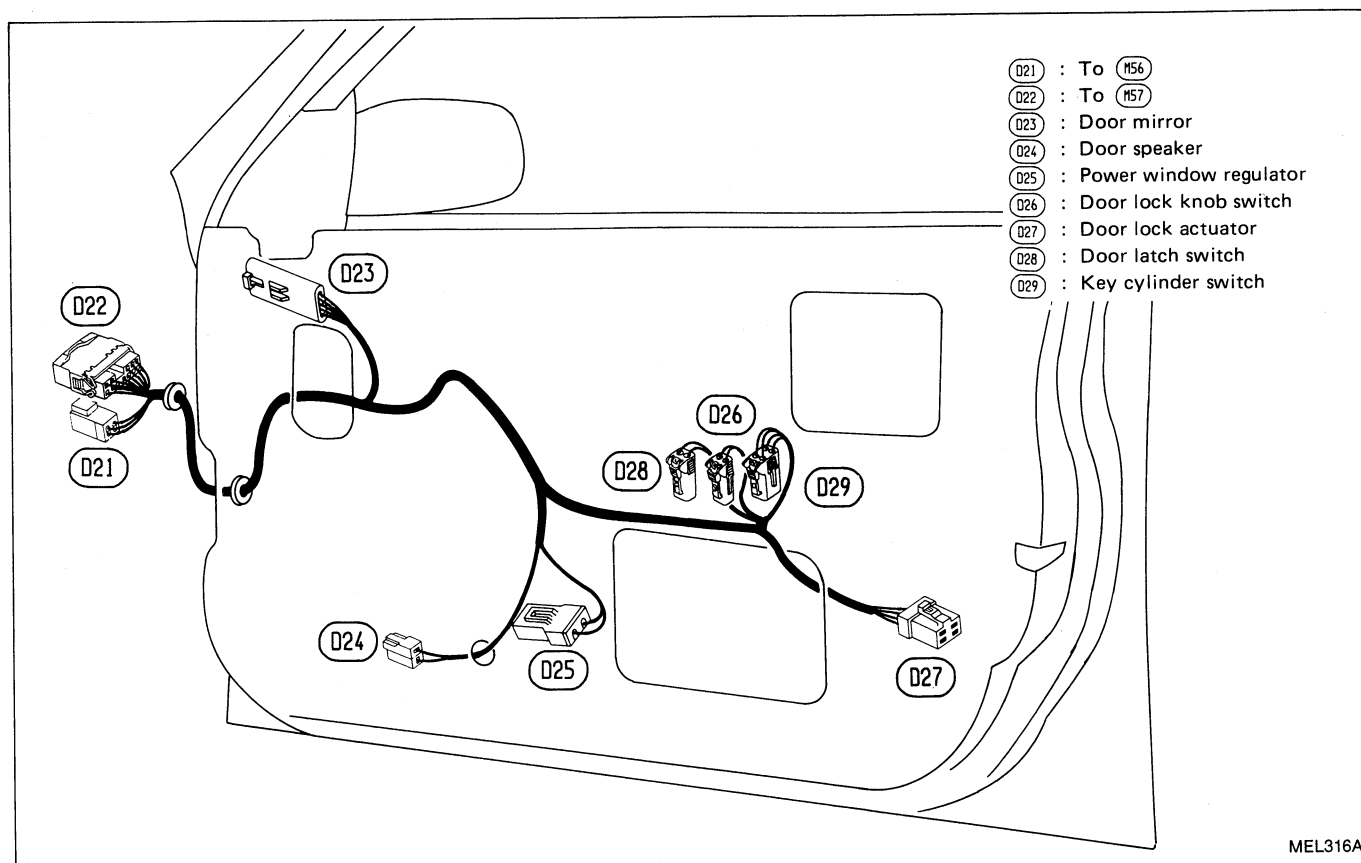 D21 : To M56
D22 : To M57
D23 : Door mirror
D24 : Door speaker
D25 : Power window regulator
D26 : Door lock knob switch
D27 : Door lock actuator
D28 : Door latch switch
D29 : Key cylinder switch
D23
D22
D21
D26
D28
D29
D24
D25
D27
MEL316A